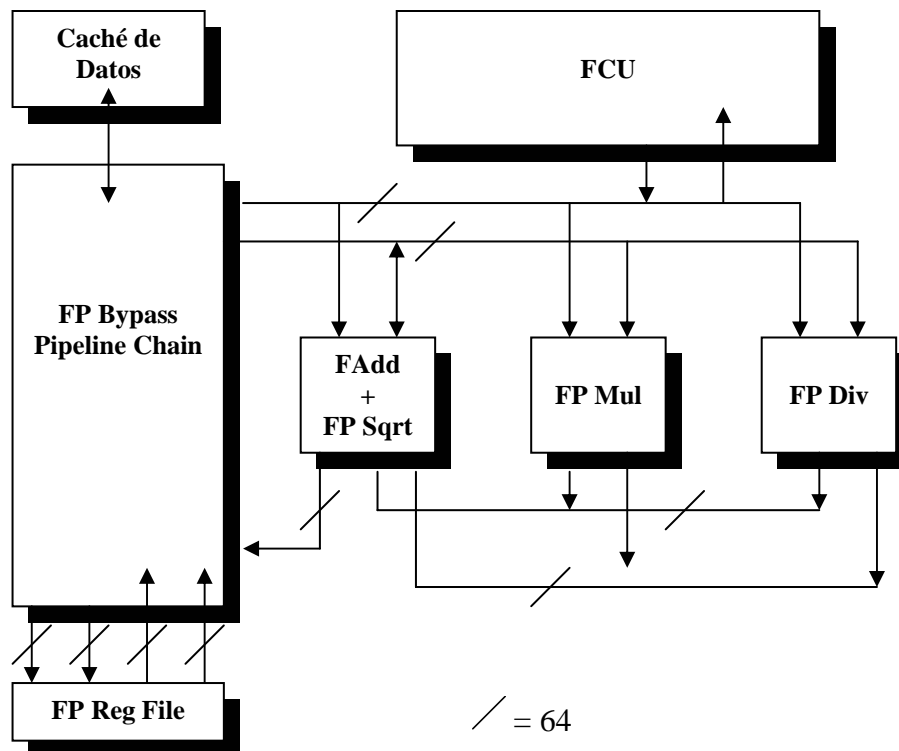 Caché de
Datos
FCU
FP Bypass
Pipeline Chain
FAdd
+
FP Sqrt
FP Mul
FP Div
FP Reg File
= 64